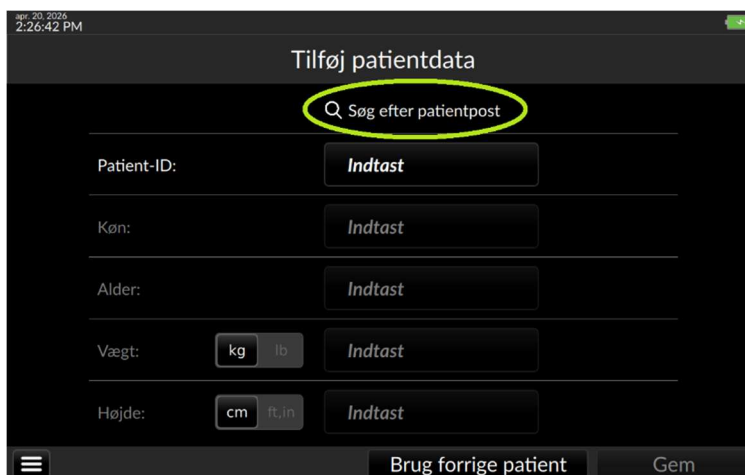 apr. 20, 2026
2:26:42 PM
Tilføj patientdata
Søg efter patientpost
Patient-ID: Indtast
Køn: Indtast
Alder: Indtast
Vægt: kg lb Indtast
Højde: cm ft,in Indtast
Brug forrige patient Gem